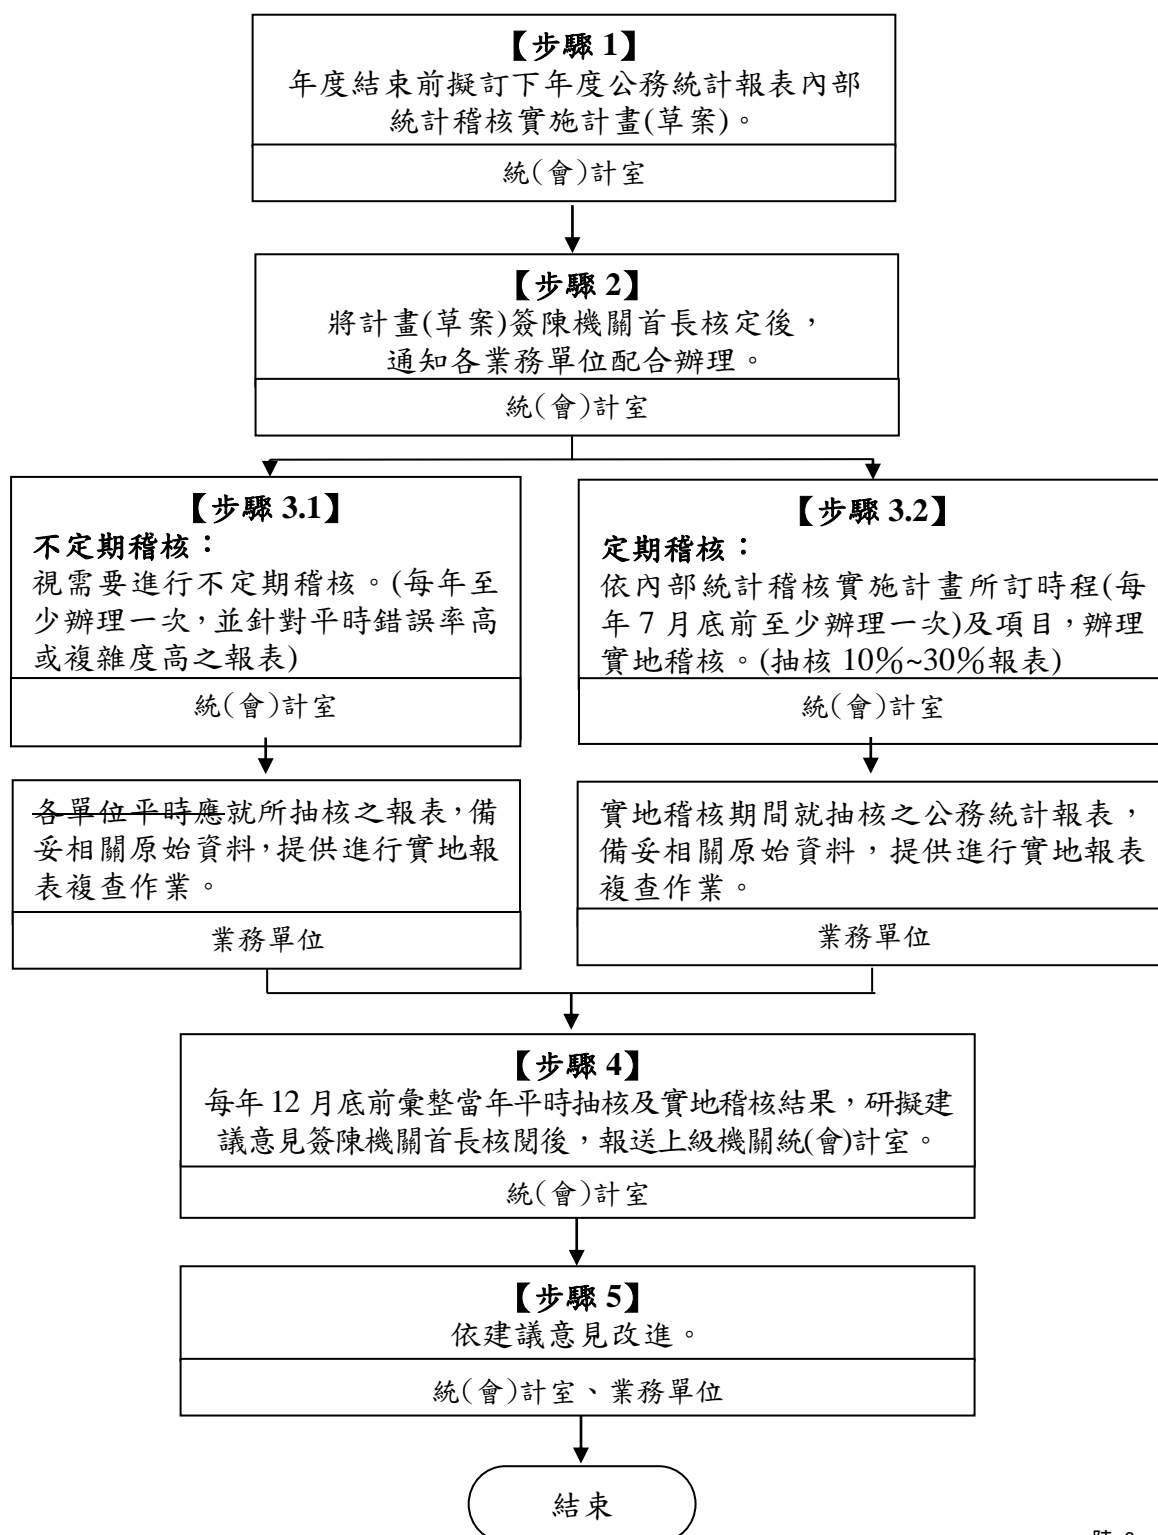 【步驟 1】
年度結束前擬訂下年度公務統計報表內部
統計稽核實施計畫(草案)。
統(會)計室
【步驟 2】
將計畫(草案)簽陳機關首長核定後，
通知各業務單位配合辦理。
統(會)計室
【步驟 3.1】
不定期稽核：
視需要進行不定期稽核。(每年至
少辦理一次，並針對平時錯誤率高
或複雜度高之報表)
統(會)計室
各單位平時應就所抽核之報表，備
妥相關原始資料，提供進行實地報
表複查作業。
業務單位
【步驟 3.2】
定期稽核：
依內部統計稽核實施計畫所訂時程(每
年 7 月底前至少辦理一次)及項目，辦理
實地稽核。(抽核 10%~30%報表)
統(會)計室
實地稽核期間就抽核之公務統計報表，
備妥相關原始資料，提供進行實地報表
複查作業。
業務單位
【步驟 4】
每年 12 月底前彙整當年平時抽核及實地稽核結果，研擬建
議意見簽陳機關首長核閱後，報送上級機關統(會)計室。
統(會)計室
【步驟 5】
依建議意見改進。
統(會)計室、業務單位
結束